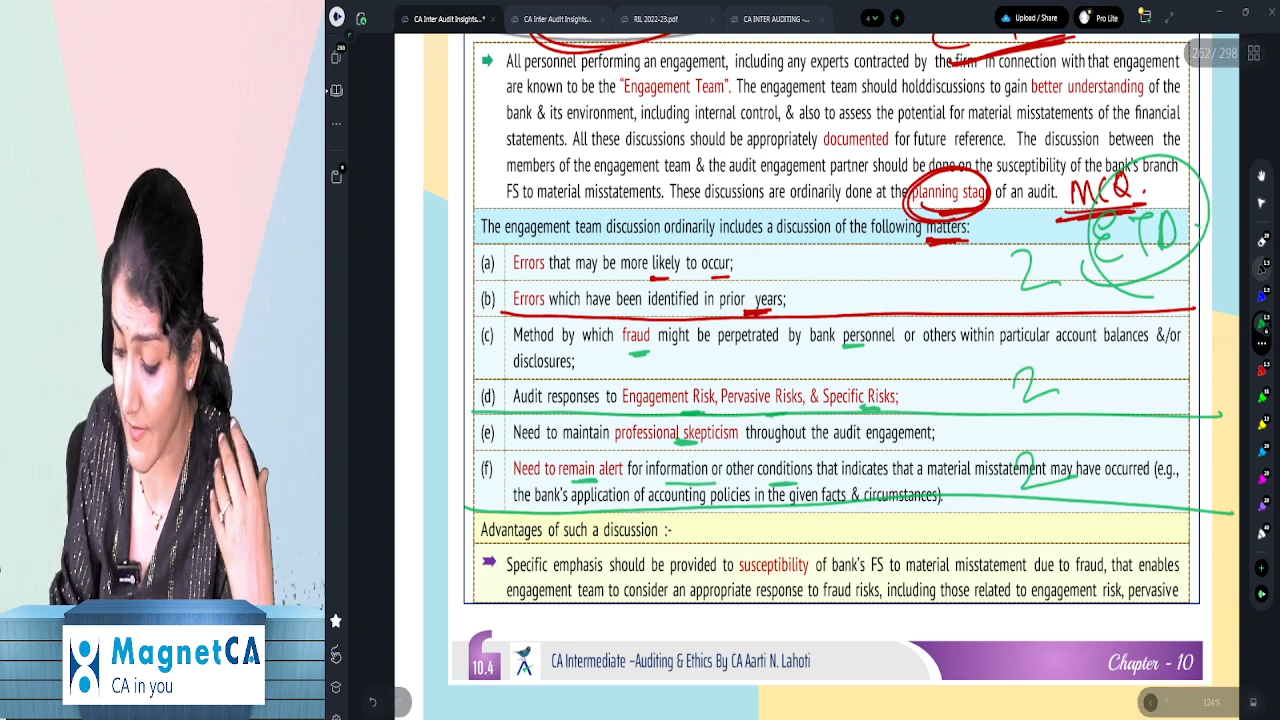 CA Inter Audit Insights...*
CA Inter Audit Insights...
RIL 2022-23.pdf
CA INTER AUDITING -...
4
Upload / Share
Pro Lite
262 / 298
All personnel performing an engagement, including any experts contracted by the firm in connection with that engagement
are known to be the “Engagement Team”. The engagement team should holddiscussions to gain better understanding of the
bank & its environment, including internal control, & also to assess the potential for material misstatements of the financial
statements. All these discussions should be appropriately documented for future reference. The discussion between the
members of the engagement team & the audit engagement partner should be done on the susceptibility of the bank's branch
FS to material misstatements. These discussions are ordinarily done at the planning stage of an audit.
MCQ.
ETD
The engagement team discussion ordinarily includes a discussion of the following matters:
(a) Errors that may be more likely to occur;
2
(b) Errors which have been identified in prior years;
(c) Method by which fraud might be perpetrated by bank personnel or others within particular account balances &/or
disclosures;
2
(d) Audit responses to Engagement Risk, Pervasive Risks, & Specific Risks;
(e) Need to maintain professional skepticism throughout the audit engagement;
(f) Need to remain alert for information or other conditions that indicates that a material misstatement may have occurred (e.g.,
2
the bank's application of accounting policies in the given facts & circumstances).
Advantages of such a discussion :-
Specific emphasis should be provided to susceptibility of bank's FS to material misstatement due to fraud, that enables
engagement team to consider an appropriate response to fraud risks, including those related to engagement risk, pervasive
10.4
CA Intermediate –Auditing & Ethics By CA Aarti N. Lahoti
Chapter - 10
MagnetCA
CA in you
124%